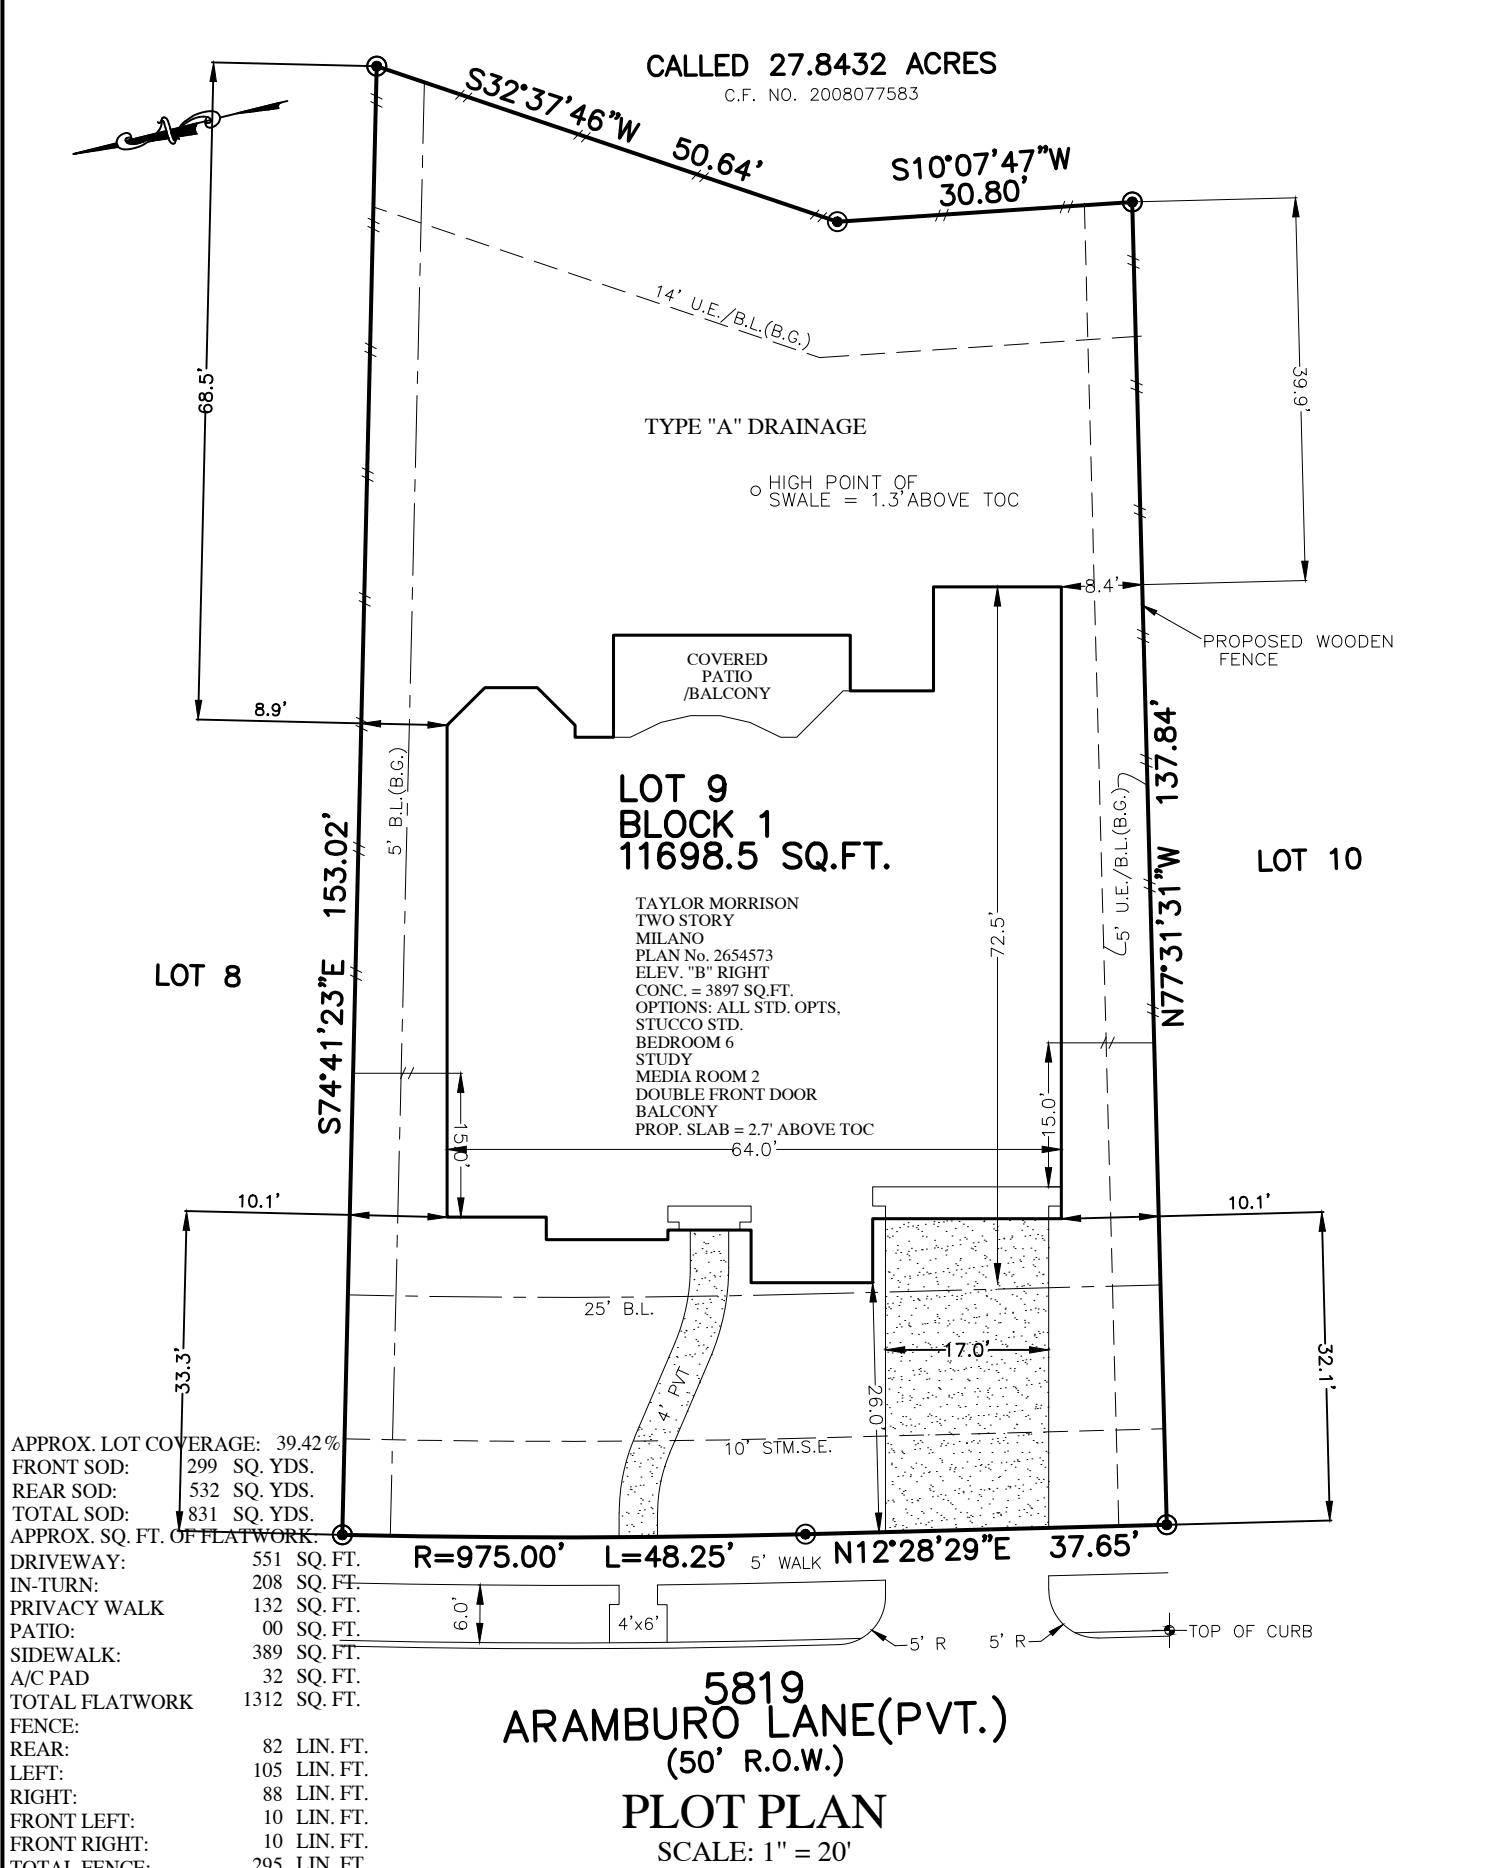 CALLED 27.8432 ACRES
C.F. NO. 2008077583
S32°37'46"W 50.64'
S10°07'47"W
30.80'
68.5'
39.9'
14' U.E./B.L.(B.G.)
TYPE "A" DRAINAGE
HIGH POINT OF
SWALE = 1.3'ABOVE TOC
8.4'
PROPOSED WOODEN
FENCE
COVERED
PATIO
/BALCONY
8.9'
5' B.L.(B.G.)
S74°41'23"E 153.02'
LOT 8
LOT 9
BLOCK 1
11698.5 SQ.FT.
TAYLOR MORRISON
TWO STORY
MILANO
PLAN No. 2654573
ELEV. "B" RIGHT
CONC. = 3897 SQ.FT.
OPTIONS: ALL STD. OPTS,
STUCCO STD.
BEDROOM 6
STUDY
MEDIA ROOM 2
DOUBLE FRONT DOOR
BALCONY
PROP. SLAB = 2.7' ABOVE TOC
64.0'
72.5'
15.0'
15.0'
5' U.E./B.L.(B.G.)
N77°31'31"W 137.84'
LOT 10
10.1'
10.1'
25' B.L.
33.3'
32.1'
17.0'
26.0'
4' PVT
10' STM.S.E.
R=975.00' L=48.25'
5' WALK
N12°28'29"E 37.65'
6.0'
4'x6'
5' R
5' R
TOP OF CURB
APPROX. LOT COVERAGE: 39.42%
FRONT SOD: 299 SQ. YDS.
REAR SOD: 532 SQ. YDS.
TOTAL SOD: 831 SQ. YDS.
APPROX. SQ. FT. OF FLATWORK:
DRIVEWAY: 551 SQ. FT.
IN-TURN: 208 SQ. FT.
PRIVACY WALK 132 SQ. FT.
PATIO: 00 SQ. FT.
SIDEWALK: 389 SQ. FT.
A/C PAD 32 SQ. FT.
TOTAL FLATWORK 1312 SQ. FT.
FENCE:
REAR: 82 LIN. FT.
LEFT: 105 LIN. FT.
RIGHT: 88 LIN. FT.
FRONT LEFT: 10 LIN. FT.
FRONT RIGHT: 10 LIN. FT.
TOTAL FENCE: 295 LIN. FT.
5819
ARAMBURO LANE(PVT.)
(50' R.O.W.)
PLOT PLAN
SCALE: 1" = 20'